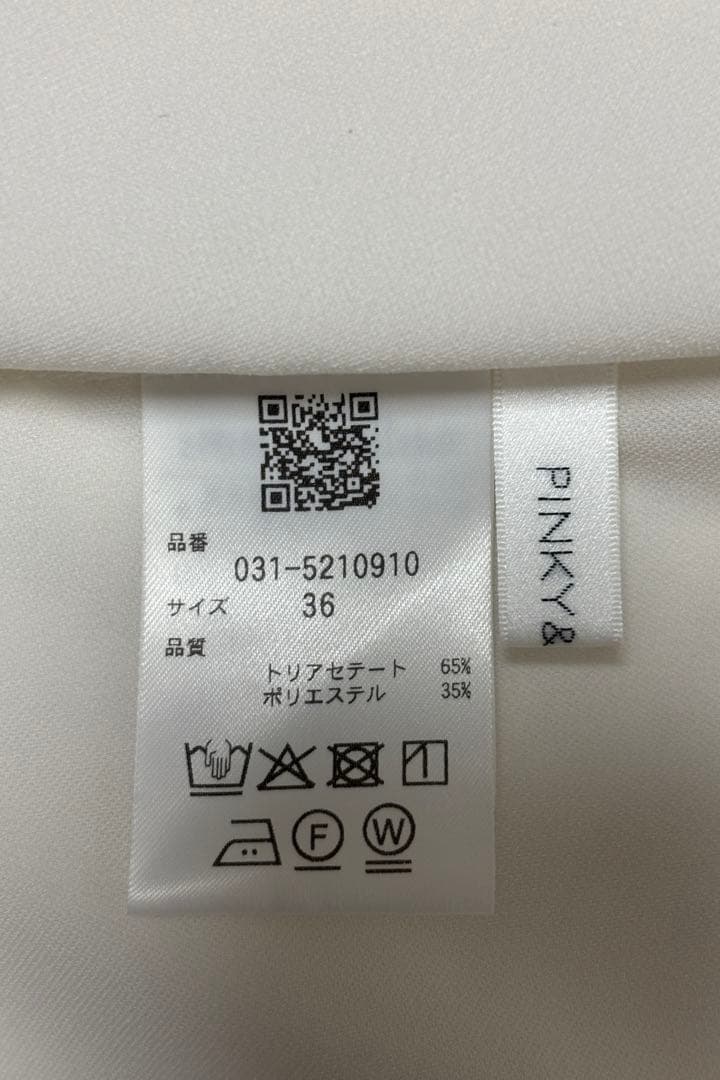 品番
031-5210910
サイズ 36
品質
トリアセテート 65%
ポリエステル 35%
F W
PINKY&